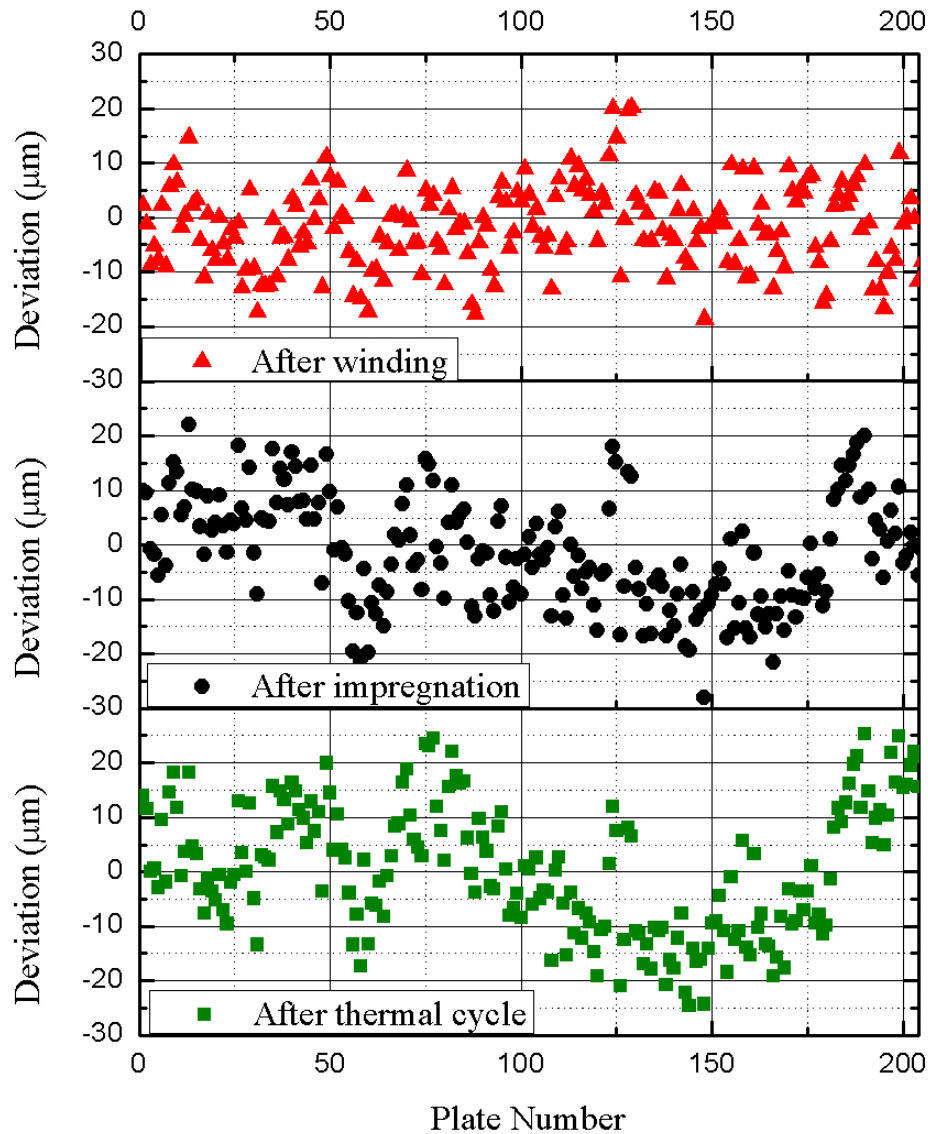 0 50 100 150 200
30
20
10
0
-10
-20
-30
Deviation (μm)
After winding
20
10
0
-10
-20
-30
Deviation (μm)
After impregnation
20
10
0
-10
-20
-30
Deviation (μm)
After thermal cycle
0 50 100 150 200
Plate Number